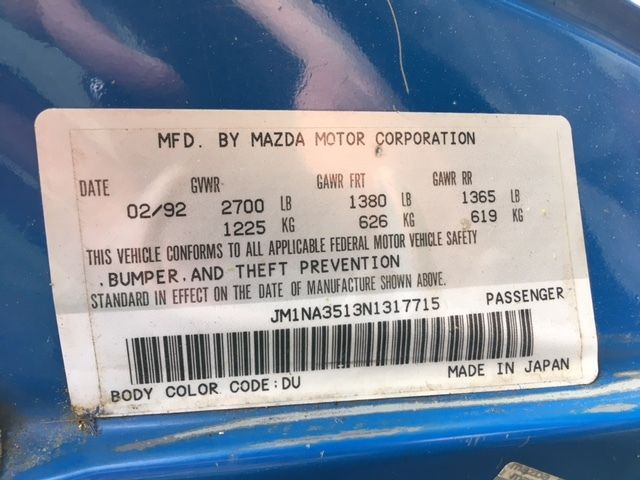 MFD. BY MAZDA MOTOR CORPORATION
DATE GVWR GAWR FRT GAWR RR
02/92 2700 LB 1380 LB 1365 LB
1225 KG 626 KG 619 KG
THIS VEHICLE CONFORMS TO ALL APPLICABLE FEDERAL MOTOR VEHICLE SAFETY
,BUMPER,AND THEFT PREVENTION
STANDARD IN EFFECT ON THE DATE OF MANUFACTURE SHOWN ABOVE.
JM1NA3513N1317715 PASSENGER
BODY COLOR CODE:DU MADE IN JAPAN